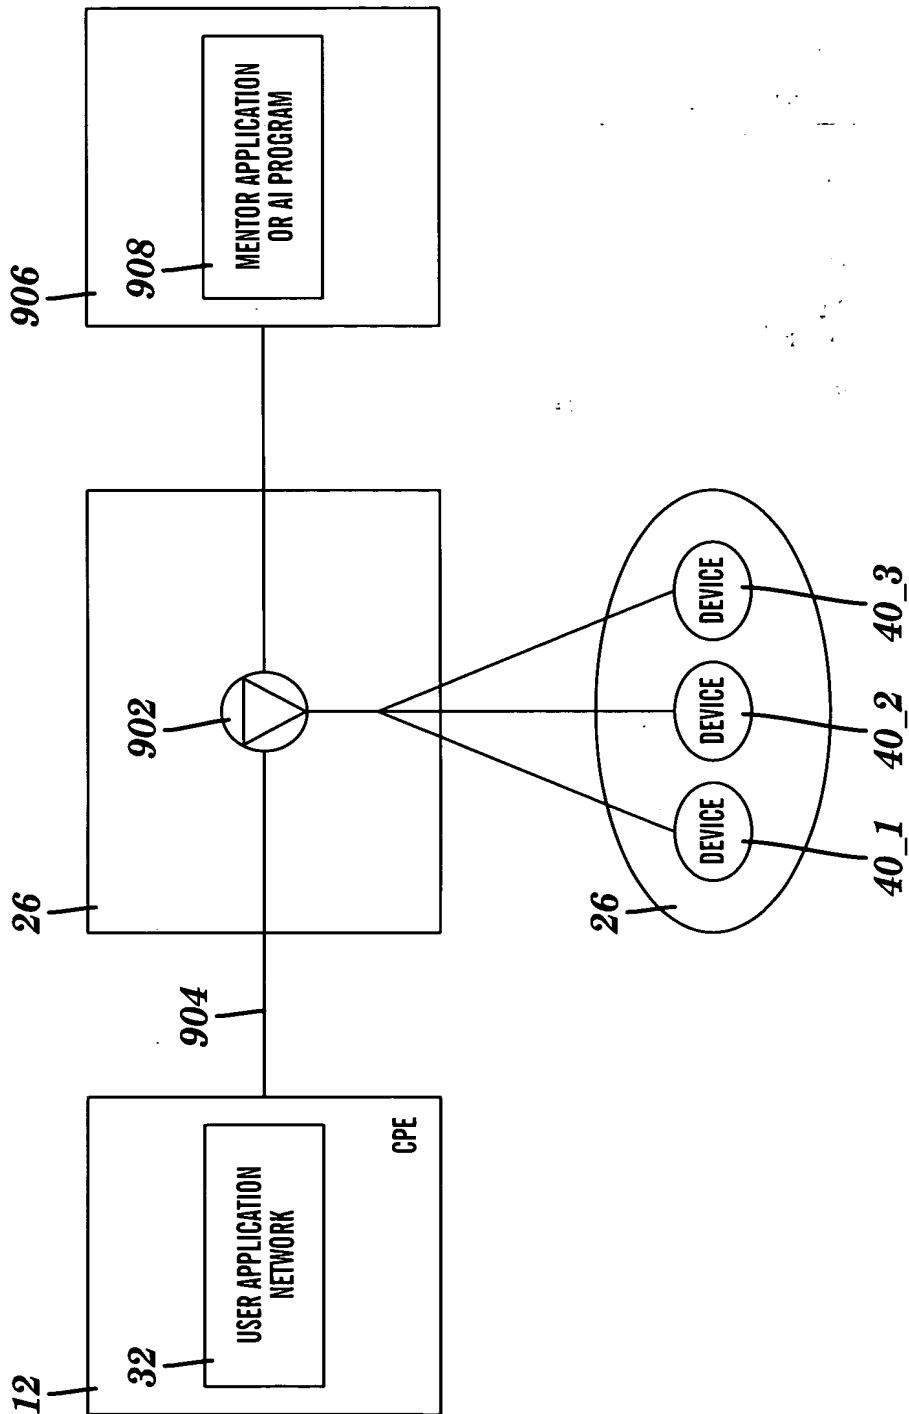 12
26
906
32
902
908
904
USER APPLICATION
NETWORK
MENTOR APPLICATION
OR AI PROGRAM
CPE
26
DEVICE
DEVICE
DEVICE
40_1
40_2
40_3